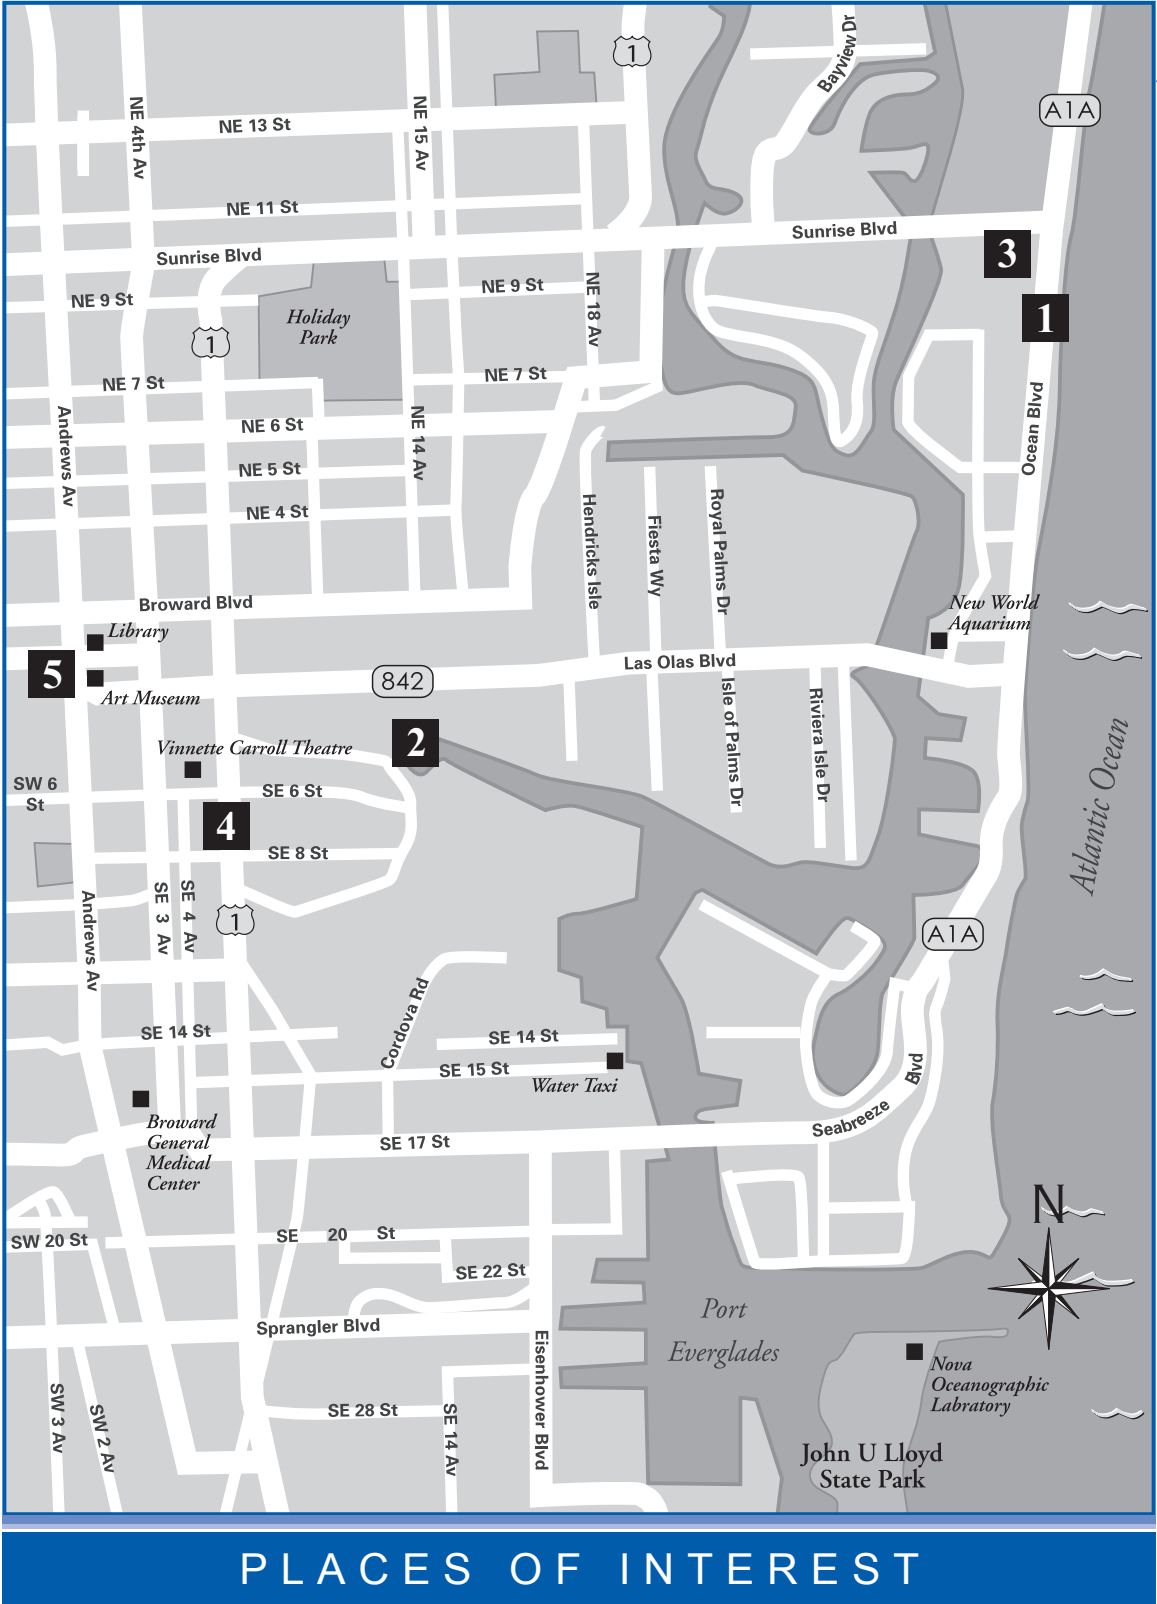 1
Bayview Dr
A1A
NE 4th Av
NE 15 Av
NE 13 St
NE 11 St
Sunrise Blvd
Sunrise Blvd
3
NE 9 St
NE 9 St
NE 18 Av
Holiday
Park
1
1
NE 7 St
NE 7 St
Andrews Av
NE 6 St
NE 14 Av
Ocean Blvd
NE 5 St
NE 4 St
Hendricks Isle
Fiesta Wy
Royal Palms Dr
Broward Blvd
New World
Aquarium
Library
5
Art Museum
842
Las Olas Blvd
Isle of Palms Dr
Riviera Isle Dr
2
Vinnette Carroll Theatre
Atlantic Ocean
SW 6
St
SE 6 St
4
SE 8 St
Andrews Av
SE 3 Av
SE 4 Av
1
A1A
Cordova Rd
SE 14 St
SE 14 St
SE 15 St
Water Taxi
Seabreeze
Blvd
Broward
General
Medical
Center
SE 17 St
N
SW 20 St
SE 20 St
SE 22 St
Port
Everglades
Sprangler Blvd
Eisenhower Blvd
Nova
Oceanographic
Labratory
SW 3 Av
SW 2 Av
SE 28 St
SE 14 Av
John U Lloyd
State Park
PLACES OF INTEREST